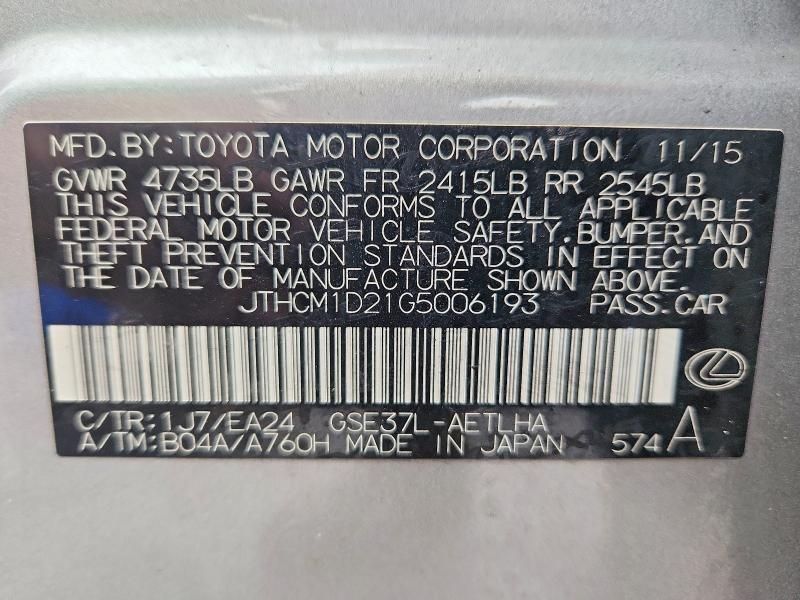 MFD.BY:TOYOTA MOTOR CORPORATION 11/15
GVWR 4735LB GAWR FR 2415LB RR 2545LB
THIS VEHICLE CONFORMS TO ALL APPLICABLE
FEDERAL MOTOR VEHICLE SAFETY,BUMPER,AND
THEFT PREVENTION STANDARDS IN EFFECT ON
THE DATE OF MANUFACTURE SHOWN ABOVE.
JTHCM1D21G5006193 PASS.CAR
C/TR:1J7/EA24 GSE37L-AETLHA
A/TM:B04A/A760H MADE IN JAPAN 574 A